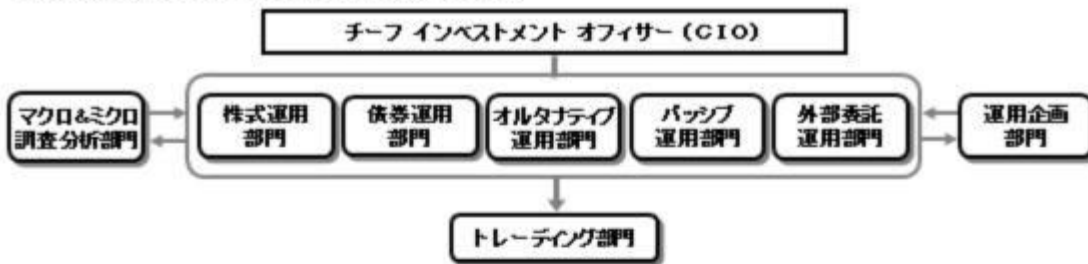 チーフ インベストメント オフィサー (CIO)
マクロ&ミクロ
調査分析部門
株式運用
部門
債券運用
部門
オルタナティブ
運用部門
パッシブ
運用部門
外部委託
運用部門
運用企画
部門
トレーディング部門